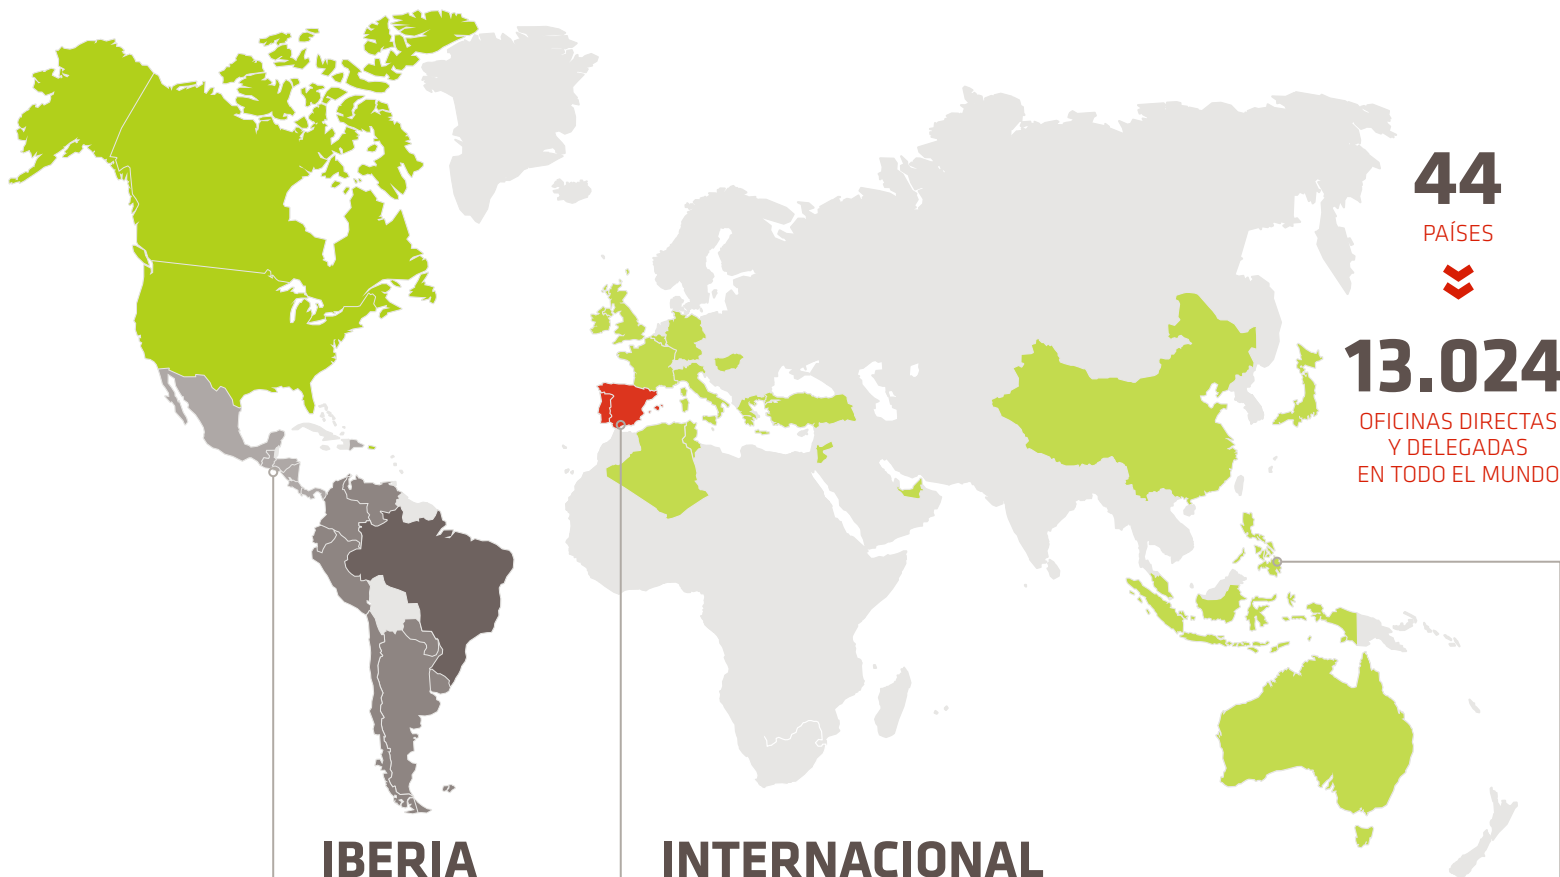 44
PAÍSES
13.024
OFICINAS DIRECTAS
Y DELEGADAS
EN TODO EL MUNDO
IBERIA
INTERNACIONAL